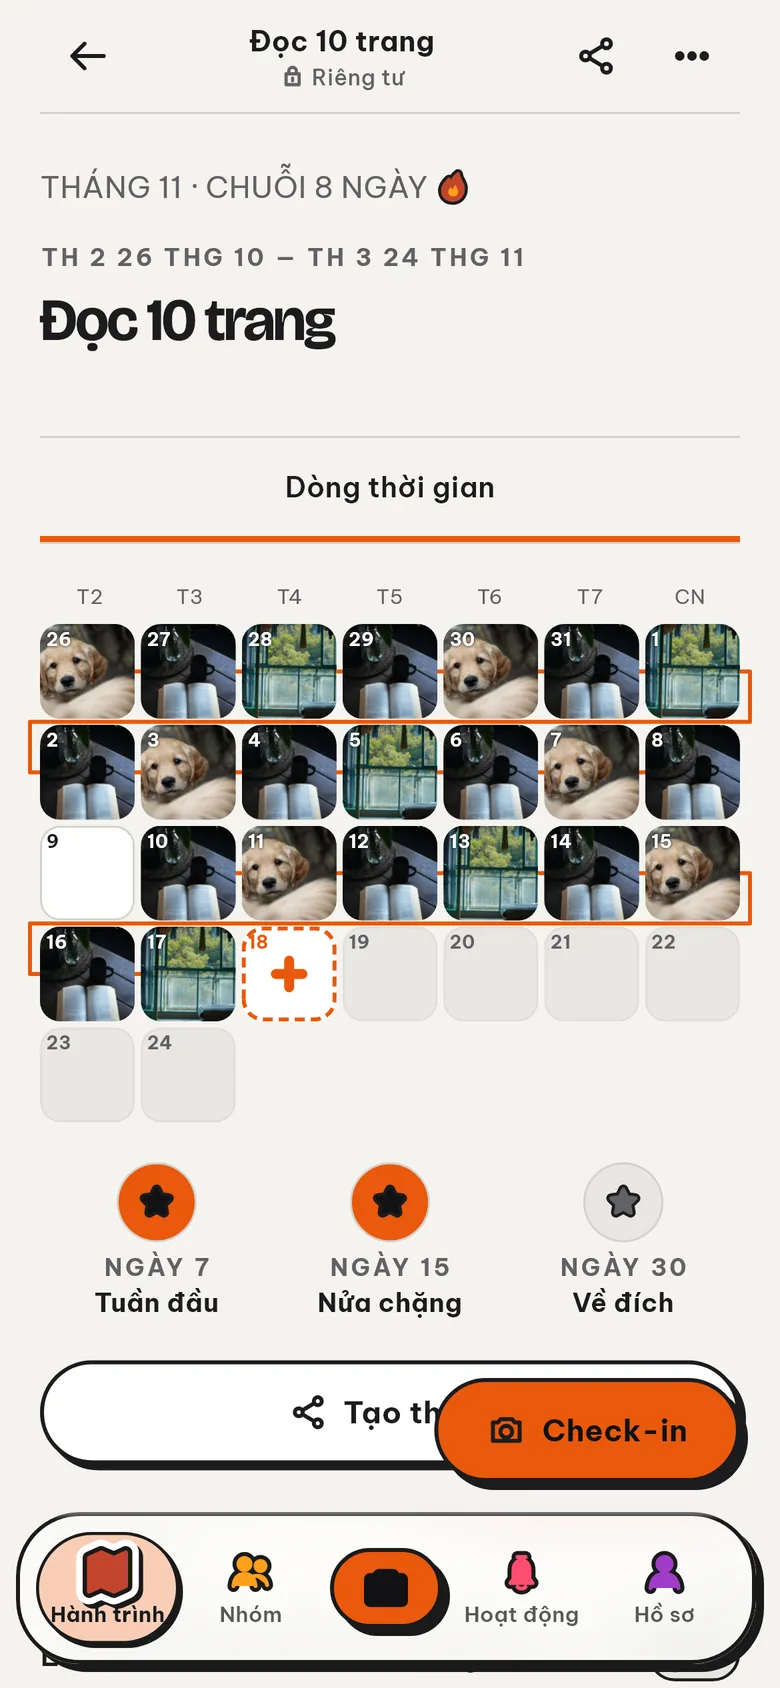 Đọc 10 trang
Riêng tư
THÁNG 11 · CHUỖI 8 NGÀY
TH 2 26 THG 10 — TH 3 24 THG 11
Đọc 10 trang
Dòng thời gian
T2 T3 T4 T5 T6 T7 CN
26 27 28 29 30 31 1
2 3 4 5 6 7 8
9 10 11 12 13 14 15
16 17 18 19 20 21 22
23 24
NGÀY 7 NGÀY 15 NGÀY 30
Tuần đầu Nửa chặng Về đích
Tạo
Check-in
Hành trình Nhóm Hoạt động Hồ sơ